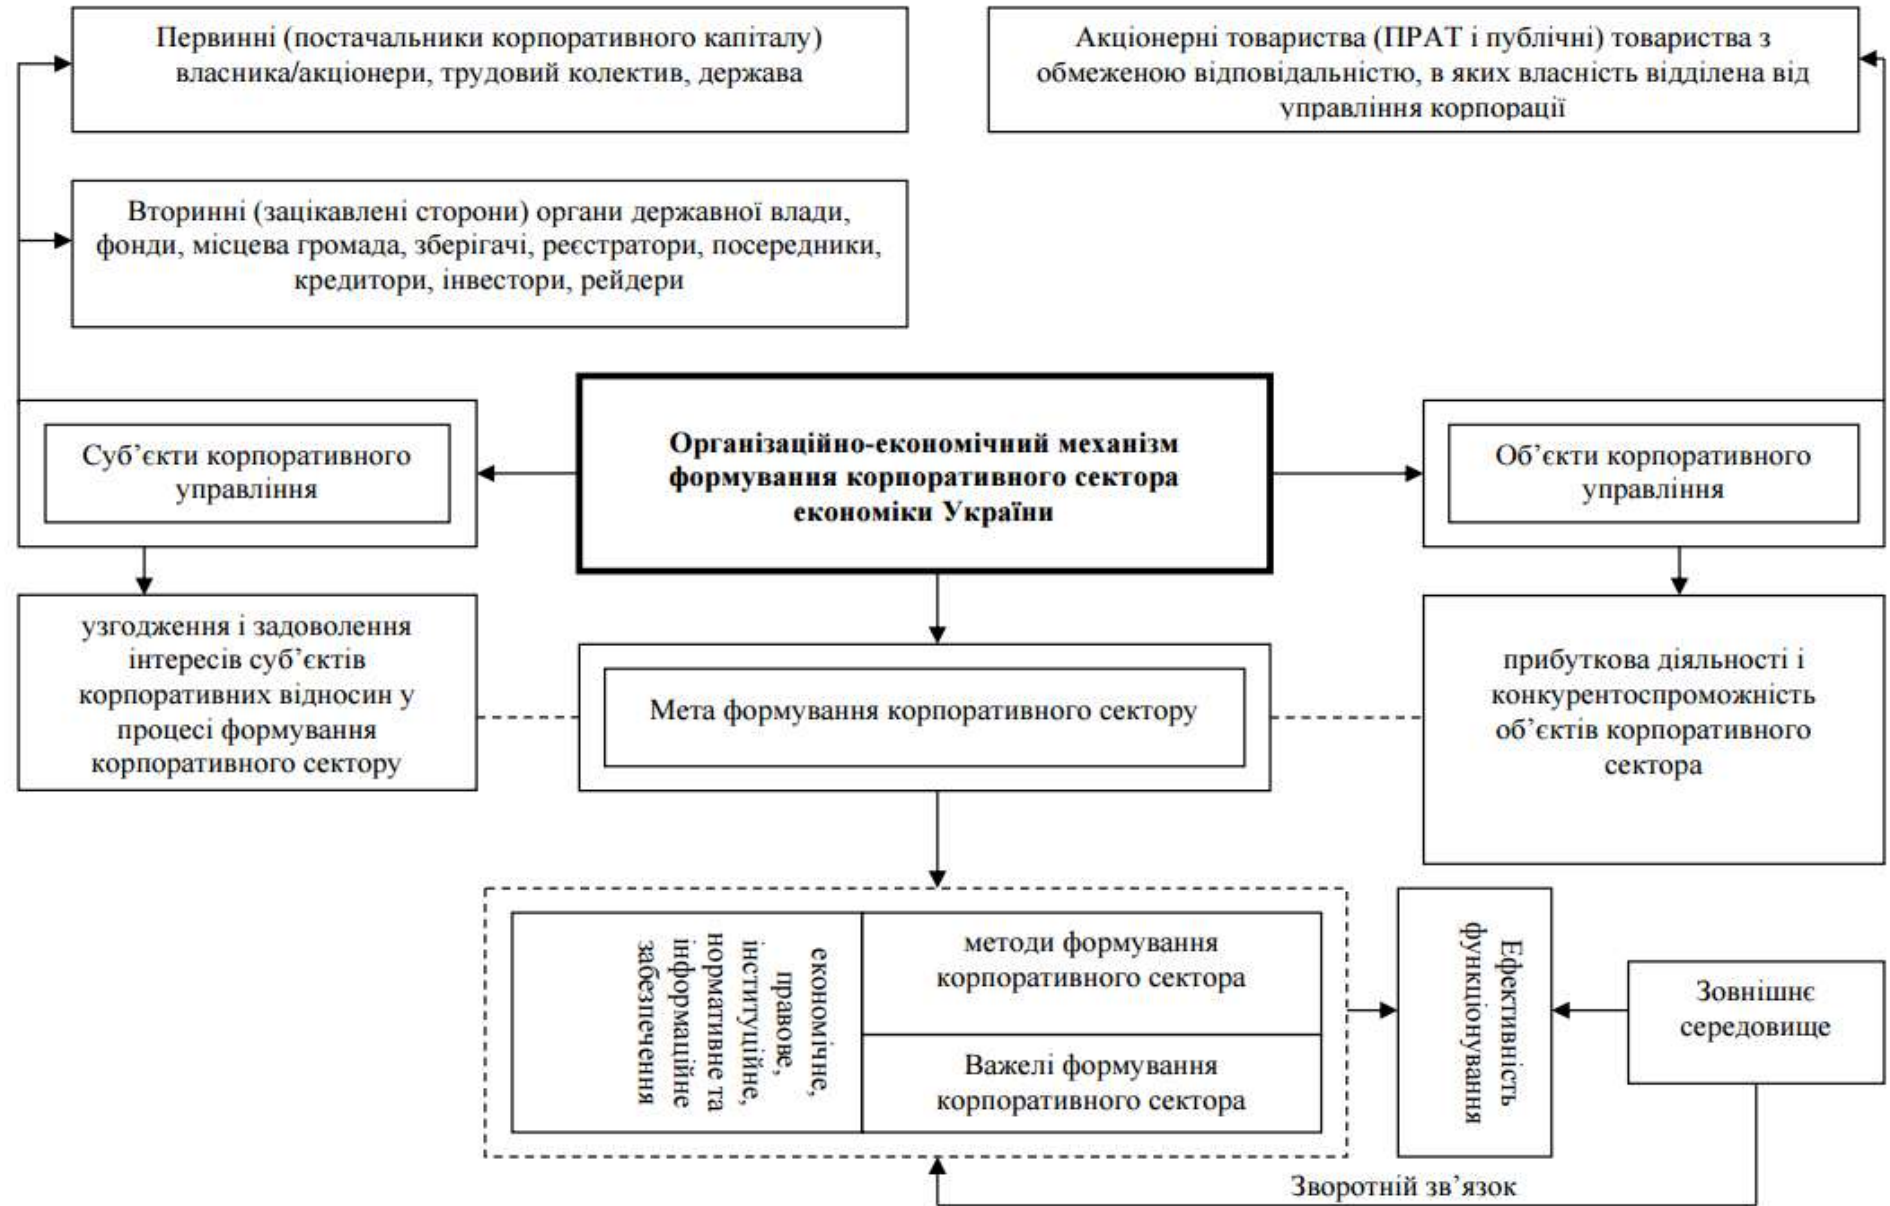 Первинні (постачальники корпоративного капіталу)
власника/акціонери, трудовий колектив, держава
Акціонерні товариства (ПРАТ і публічні) товариства з
обмеженою відповідальністю, в яких власність відділена від
управління корпорації
Вторинні (зацікавлені сторони) органи державної влади,
фонди, місцева громада, зберігачі, реєстратори, посередники,
кредитори, інвестори, рейдери
Суб’єкти корпоративного
управління
Організаційно-економічний механізм
формування корпоративного сектора
економіки України
Об’єкти корпоративного
управління
узгодження і задоволення
інтересів суб’єктів
корпоративних відносин у
процесі формування
корпоративного сектору
Мета формування корпоративного сектору
прибуткова діяльності і
конкурентоспроможність
об’єктів корпоративного
сектора
економічне,
правове,
інституційне,
нормативне та
інформаційне
забезпечення
методи формування
корпоративного сектора
Важелі формування
корпоративного сектора
Ефективність
функціонування
Зовнішнє
середовище
Зворотній зв’язок